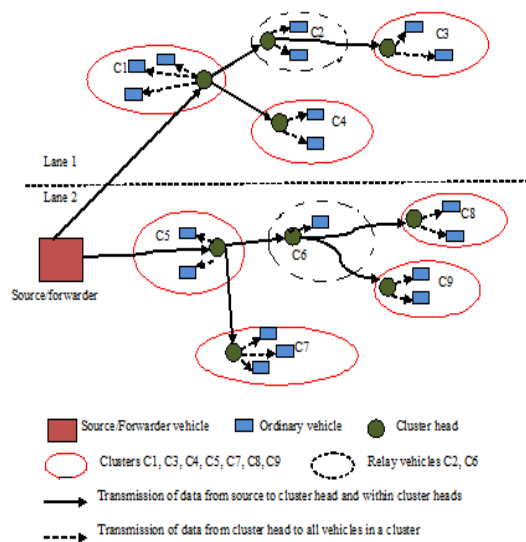 C2
C3
C1
C4
Lane 1
Lane 2
C5
C6
C8
C9
Source/forwarder
C7
Source/Forwarder vehicle
Ordinary vehicle
Cluster head
Clusters C1, C3, C4, C5, C7, C8, C9
Relay vehicles C2, C6
Transmission of data from source to cluster head and within cluster heads
Transmission of data from cluster head to all vehicles in a cluster